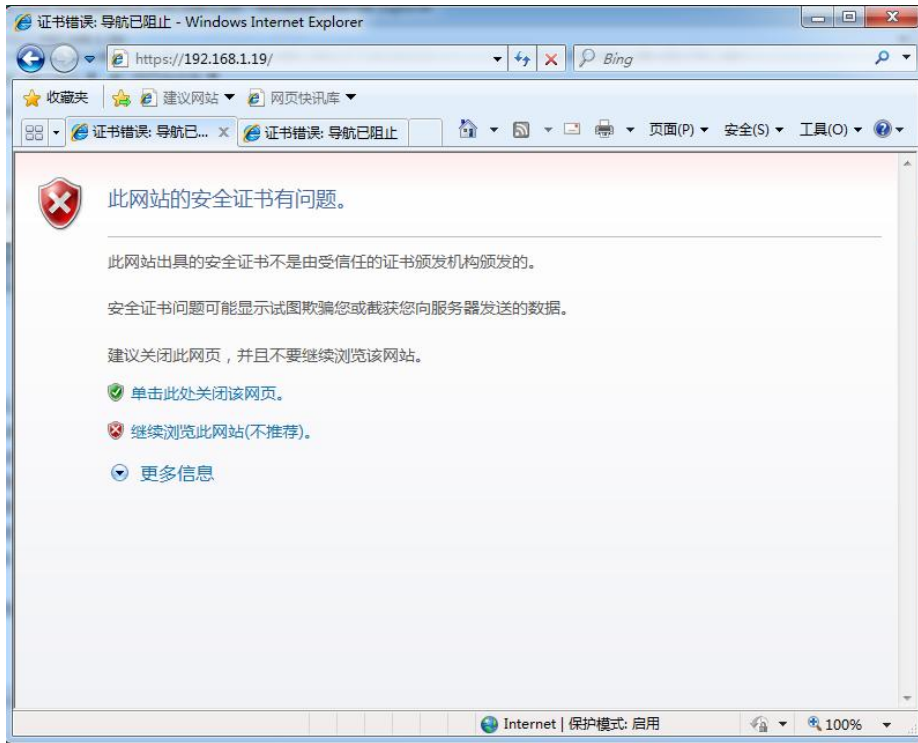 证书错误: 导航已阻止 - Windows Internet Explorer
https://192.168.1.19/ Bing
收藏夹 建议网站 网页快讯库
证书错误: 导航已... x 证书错误: 导航已阻止 页面(P) 安全(S) 工具(O)
此网站的安全证书有问题。
此网站出具的安全证书不是由受信任的证书颁发机构颁发的。
安全证书问题可能显示试图欺骗您或截获您向服务器发送的数据。
建议关闭此网页，并且不要继续浏览该网站。
单击此处关闭该网页。
继续浏览此网站(不推荐)。
更多信息
Internet | 保护模式: 启用 100%